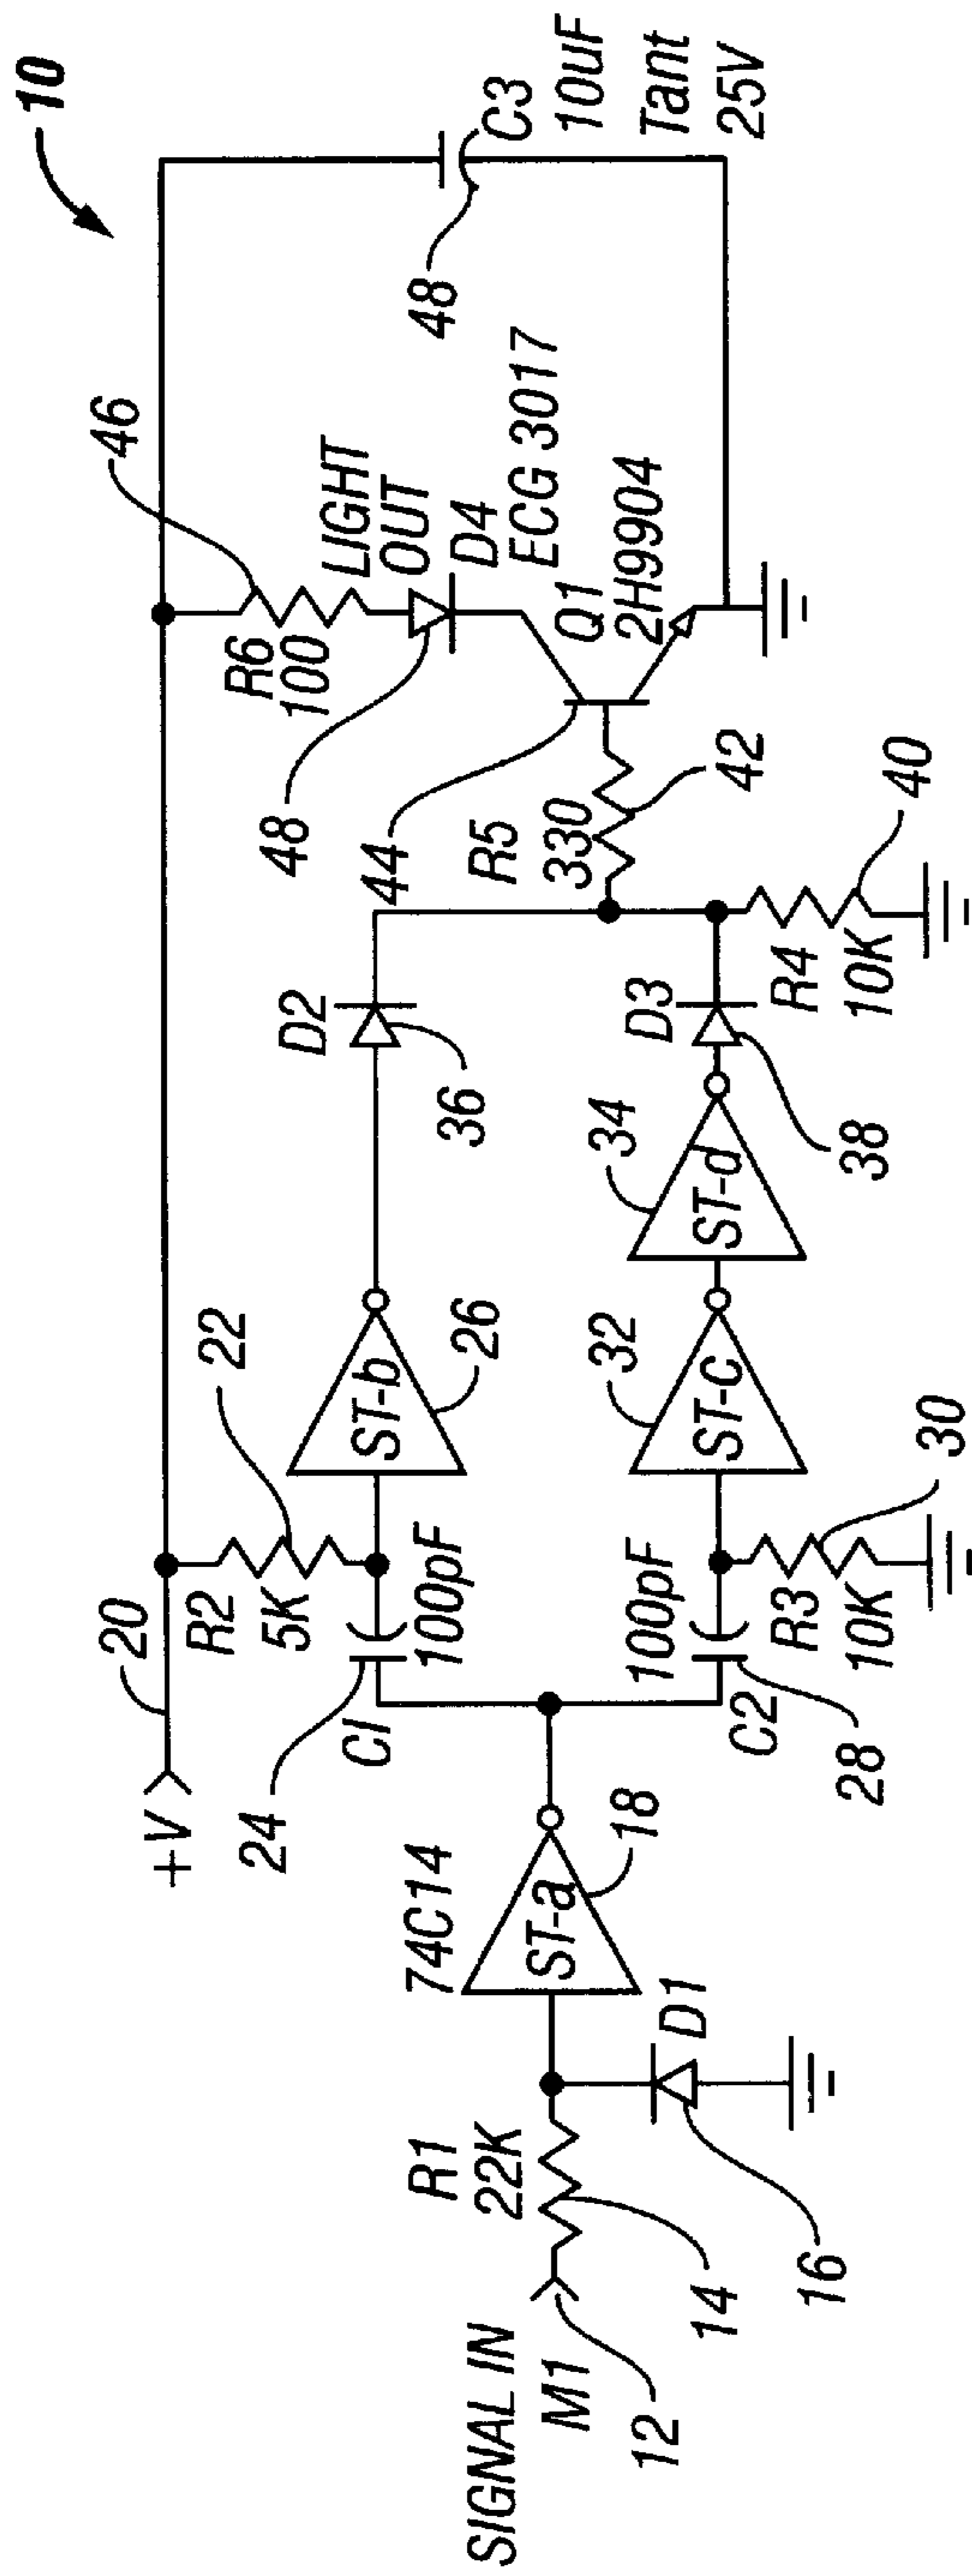 10
+V
20
R2
5K
22
24
C1
100pF
ST-b
26
D2
36
R6
100
46
LIGHT
OUT
48
D4
ECG 3017
Q1
2H9904
44
R5
330
42
48
C3
10uF
Tant
25V
SIGNAL IN
M1
12
R1
22K
14
D1
16
74C14
ST-a
18
100pF
C2
28
R3
10K
30
ST-c
32
ST-d
34
D3
38
R4
10K
40